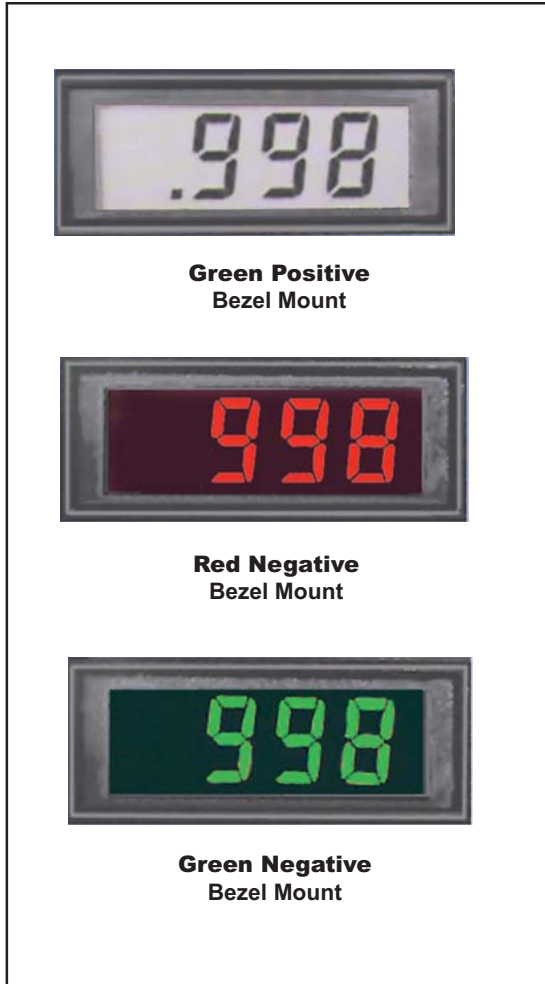 .998
Green Positive
Bezel Mount
998
Red Negative
Bezel Mount
998
Green Negative
Bezel Mount